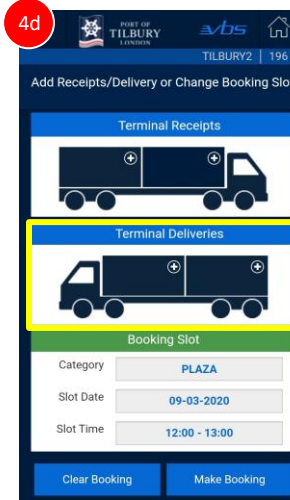 4d
PORT OF
TILBURY
LONDON
vbs
TILBURY2 | 196
Add Receipts/Delivery or Change Booking Slo
Terminal Receipts
Terminal Deliveries
Booking Slot
Category PLAZA
Slot Date 09-03-2020
Slot Time 12:00 - 13:00
Clear Booking Make Booking